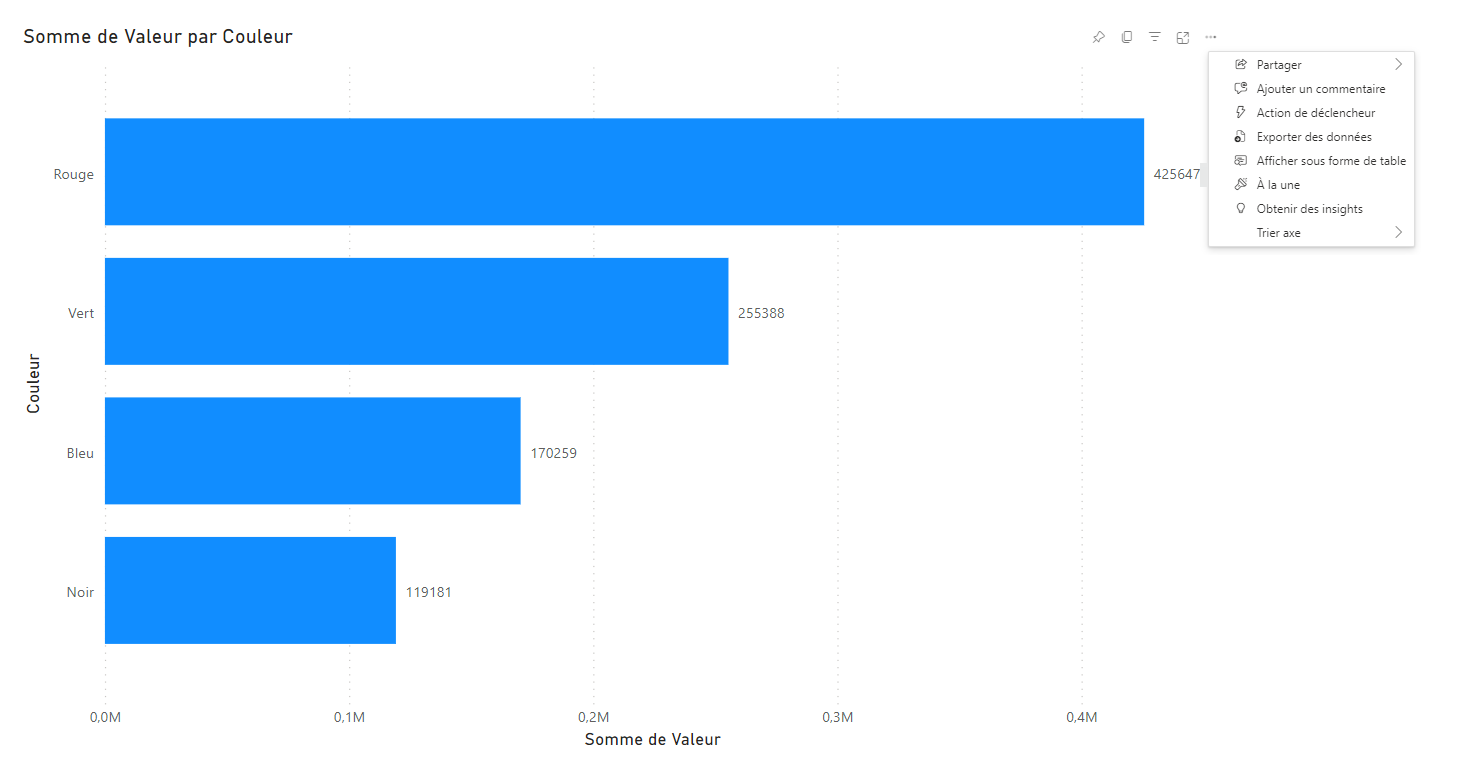 Somme de Valeur par Couleur
Partager
Ajouter un commentaire
Action de déclencheur
Exporter des données
Afficher sous forme de table
À la une
Obtenir des insights
Trier axe
Rouge
425647
Vert
255388
Bleu
170259
Noir
119181
Couleur
0,0M
0,1M
0,2M
0,3M
0,4M
Somme de Valeur